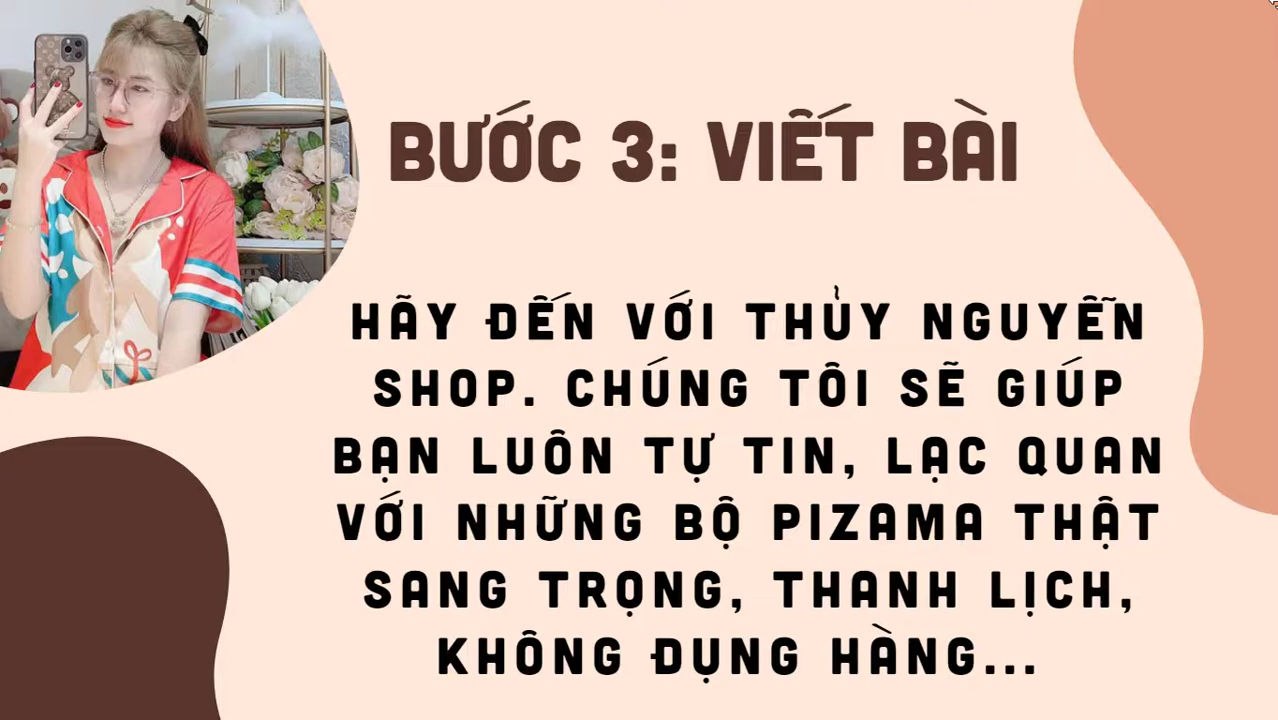 BƯỚC 3: VIẾT BÀI
HÃY ĐẾN VỚI THỦY NGUYỄN
SHOP. CHÚNG TÔI SẼ GIÚP
BẠN LUÔN TỰ TIN, LẠC QUAN
VỚI NHỮNG BỘ PIZAMA THẬT
SANG TRỌNG, THANH LỊCH,
KHÔNG ĐỤNG HÀNG...